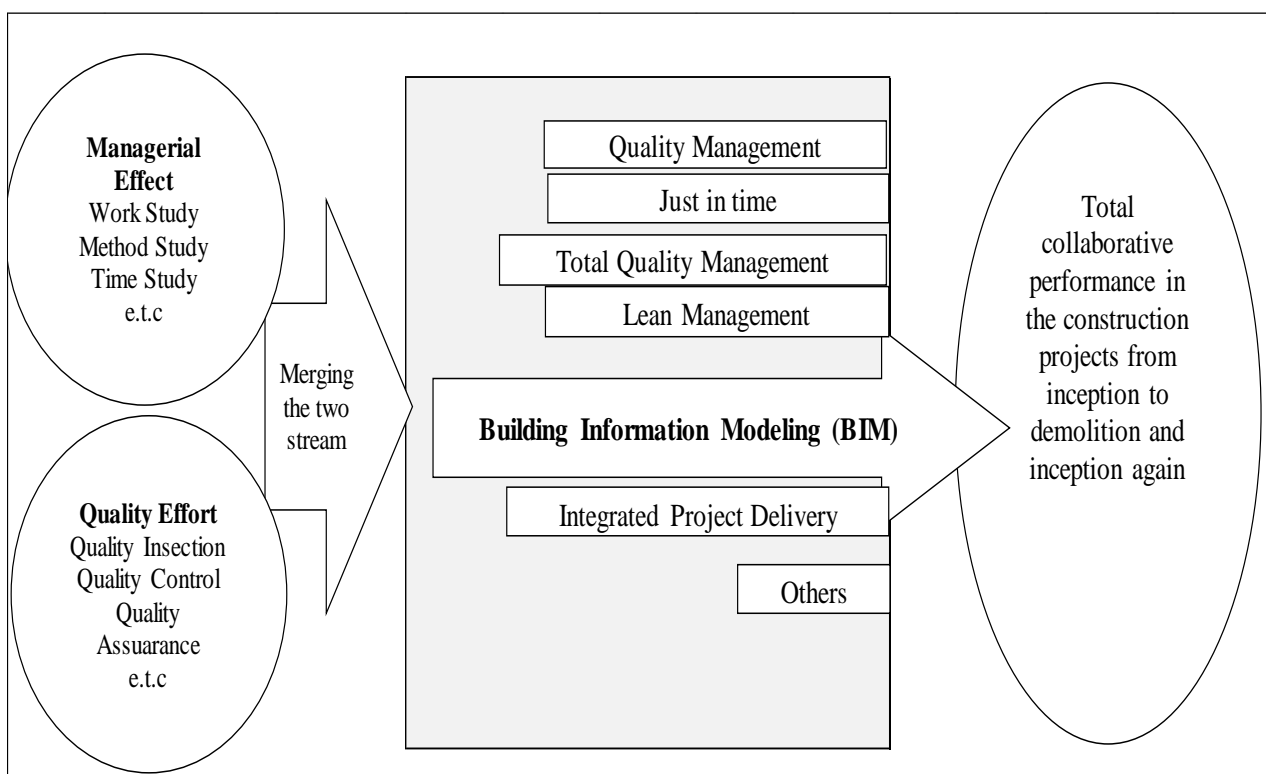 Managerial
Effect
Work Study
Method Study
Time Study
e.t.c
Quality Effort
Quality Insection
Quality Control
Quality
Assuarance
e.t.c
Merging
the two
stream
Quality Management
Just in time
Total Quality Management
Lean Management
Building Information Modeling (BIM)
Integrated Project Delivery
Others
Total
collaborative
performance in
the construction
projects from
inception to
demolition and
inception again